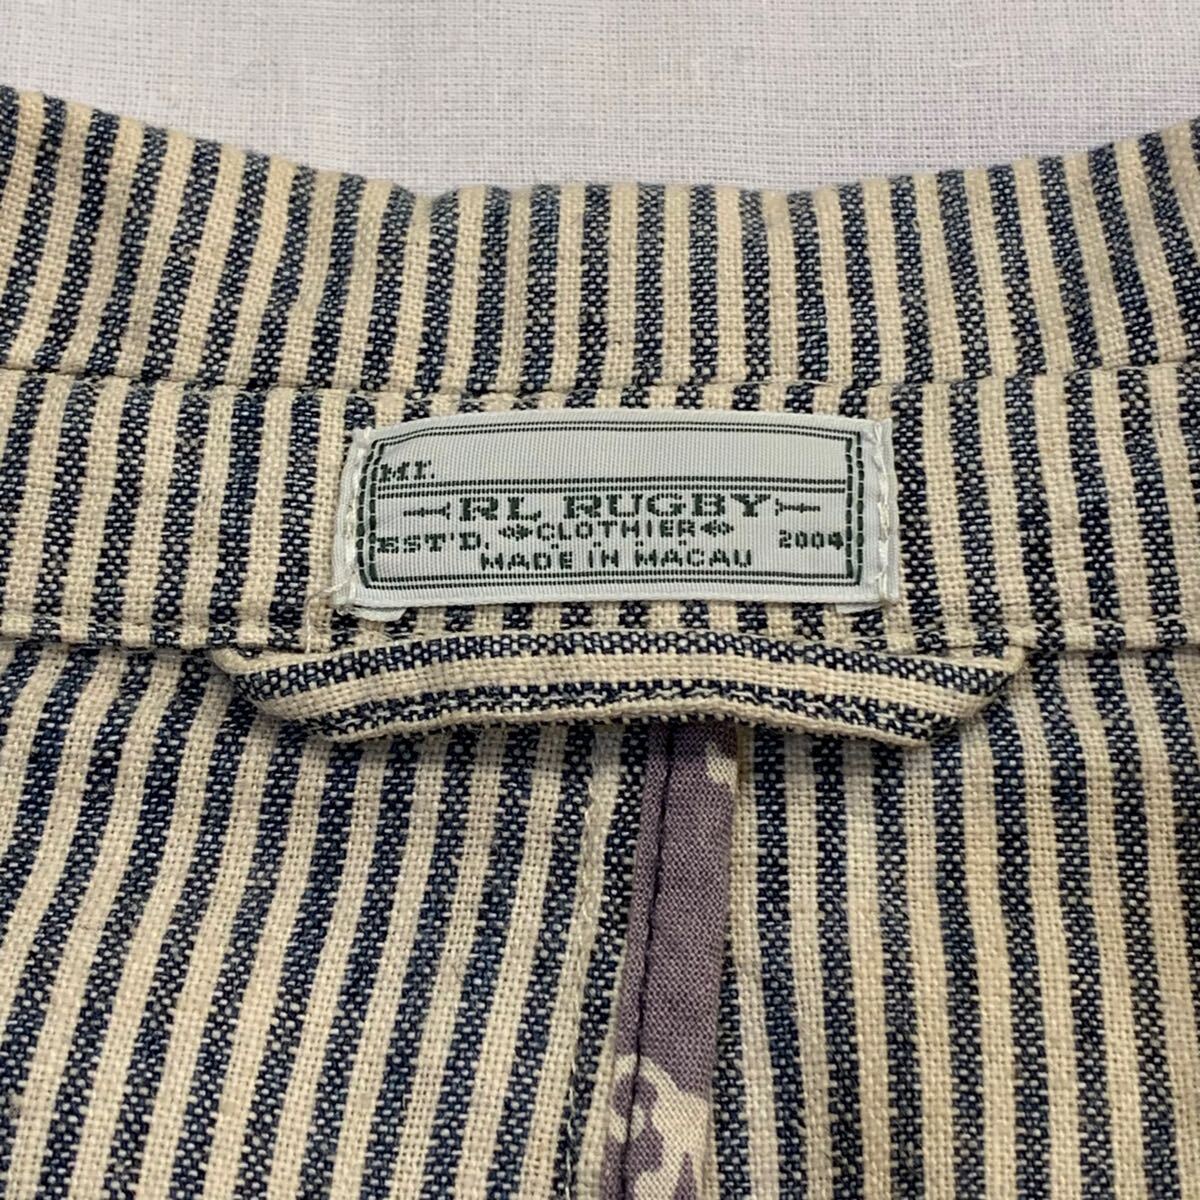 Mr.
RL RUGBY
CLOTHIER
EST'D. 2004
MADE IN MACAU